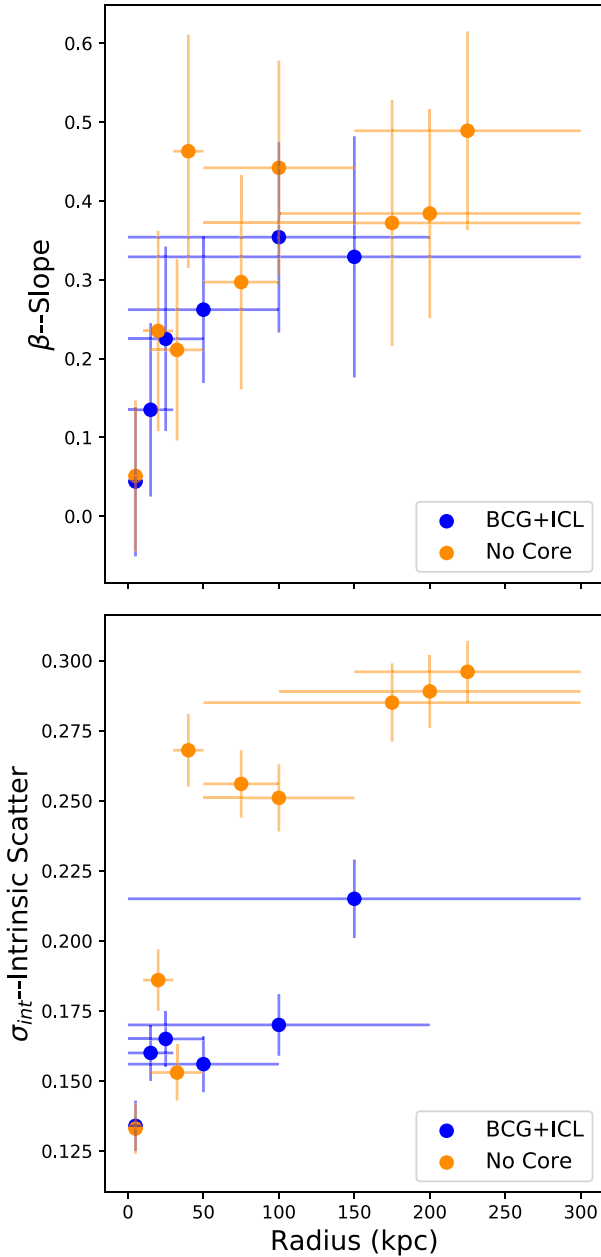 0.6
0.5
0.4
0.3
0.2
0.1
0.0
β--Slope
BCG+ICL
No Core
0.300
0.275
0.250
0.225
0.200
0.175
0.150
0.125
σint--Intrinsic Scatter
BCG+ICL
No Core
0 50 100 150 200 250 300
Radius (kpc)